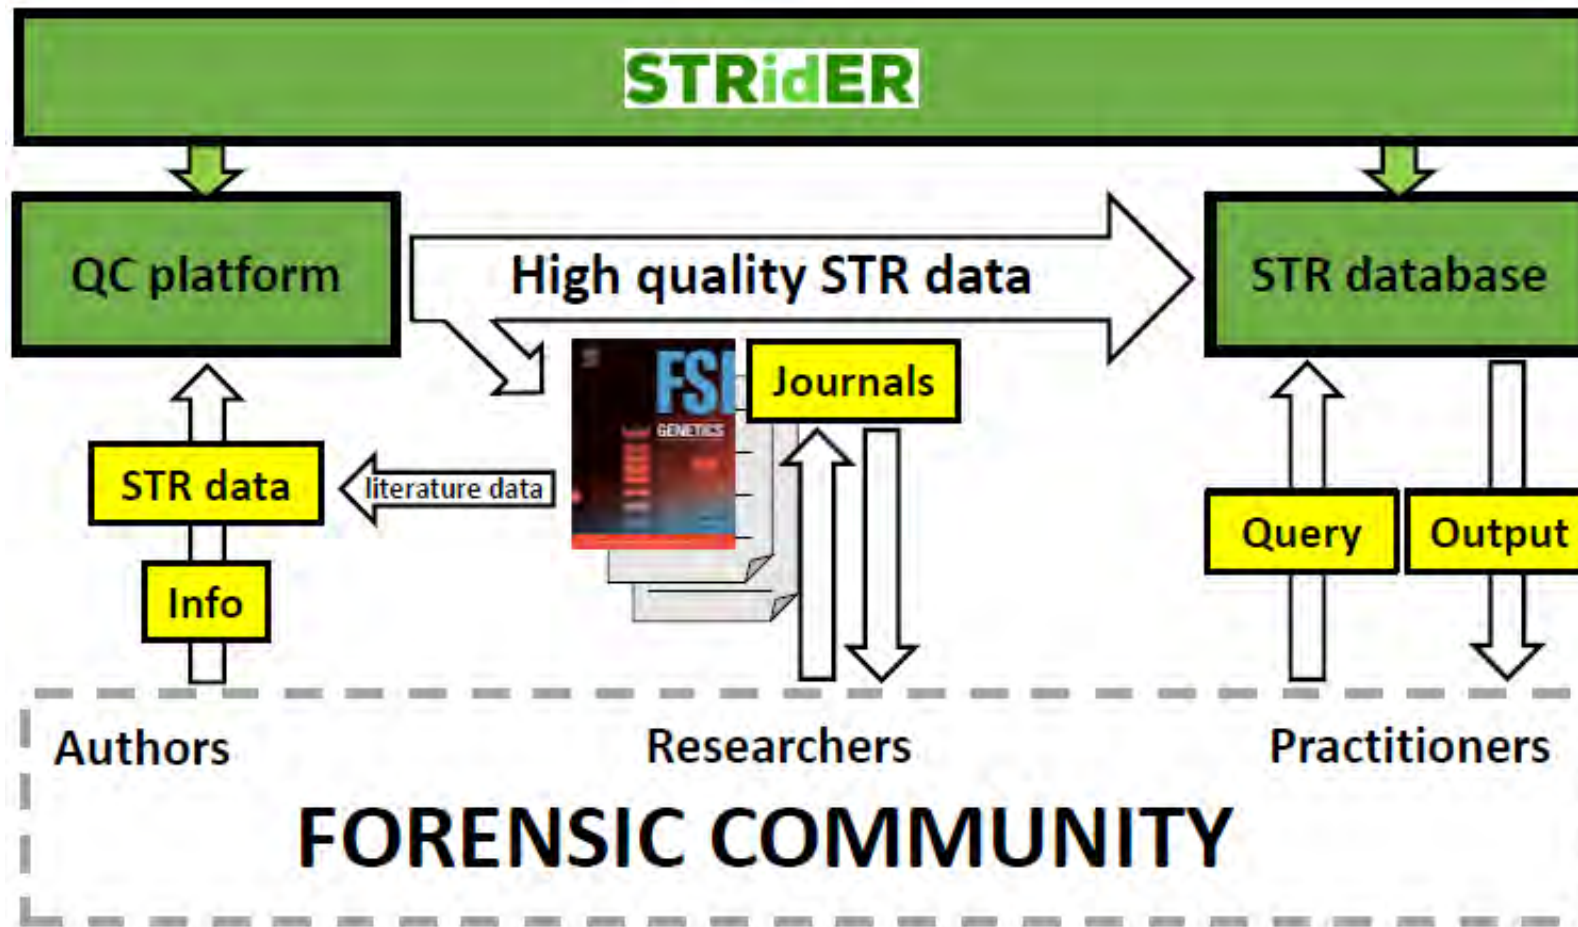 STRidER
QC platform
High quality STR data
STR database
FSI
GENETICS
Journals
STR data
literature data
Query
Output
Info
Authors
Researchers
Practitioners
FORENSIC COMMUNITY